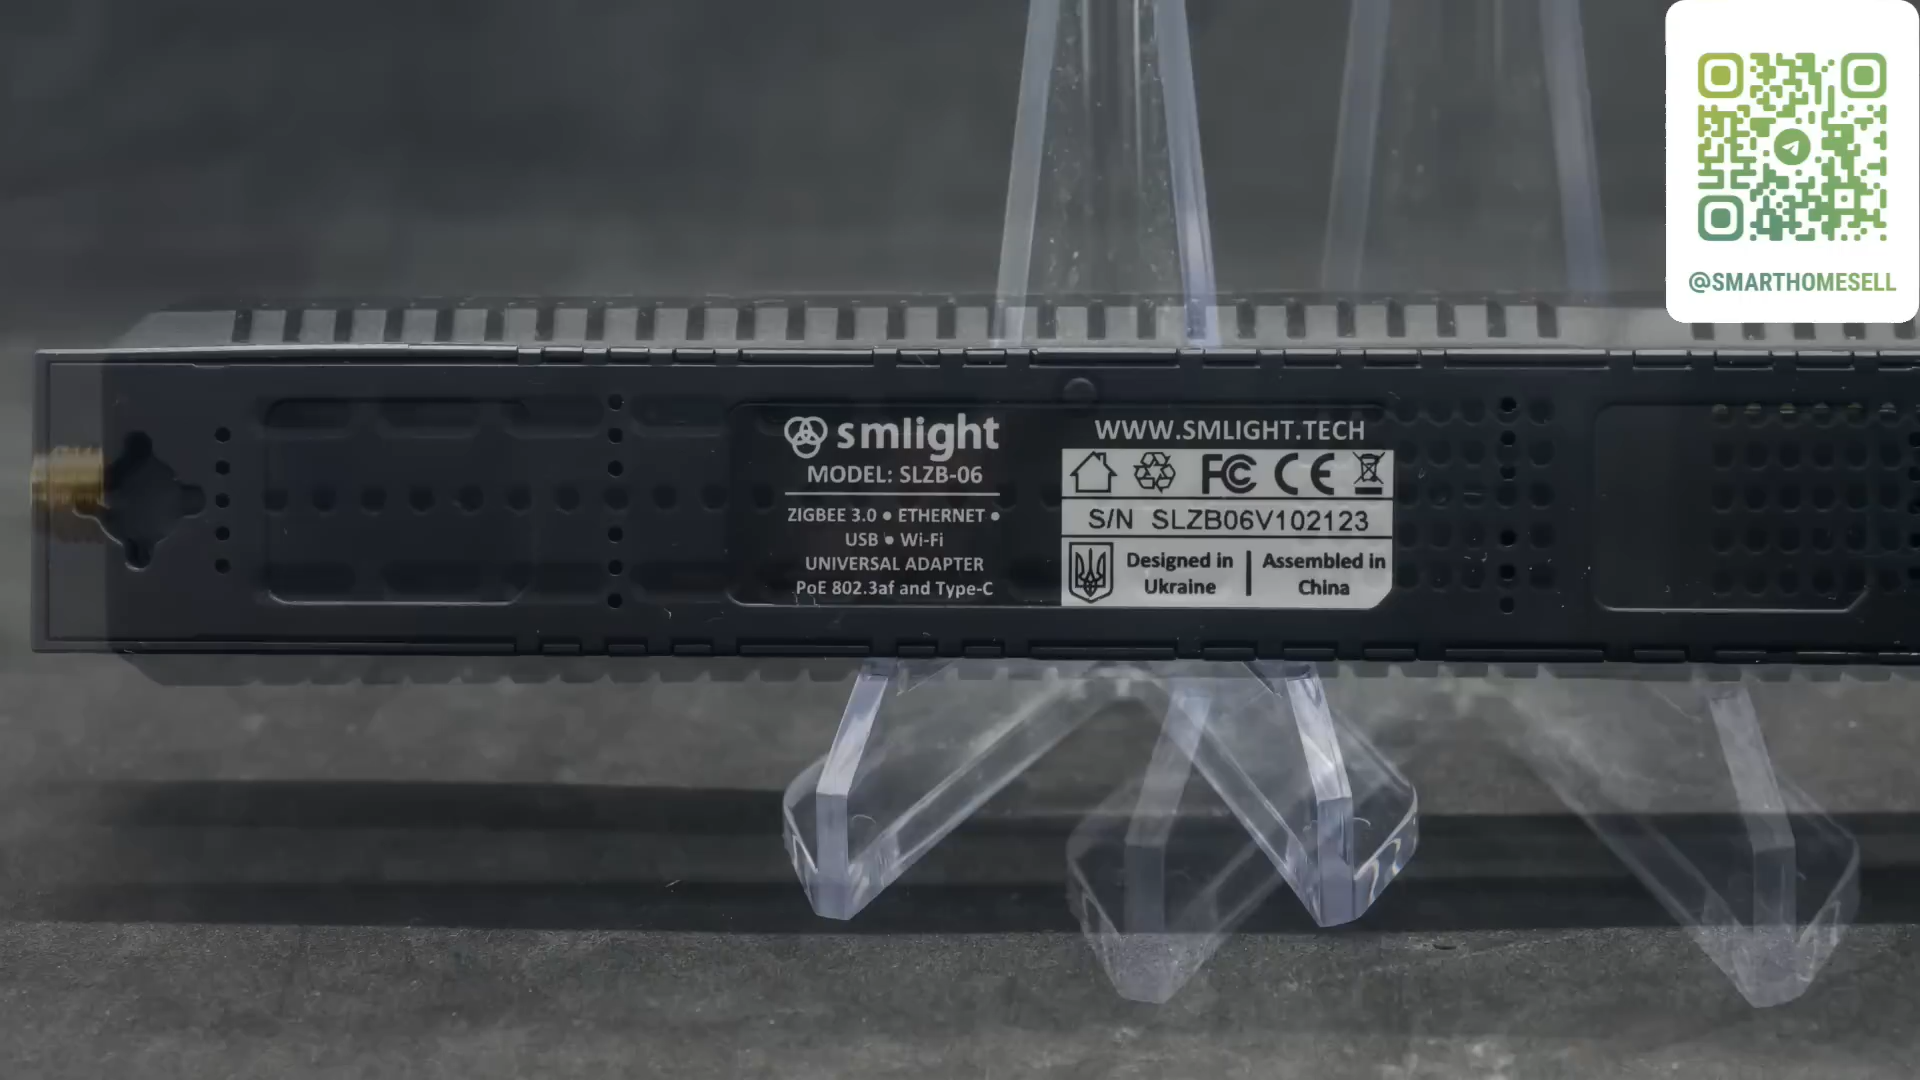 smlight
MODEL: SLZB-06
ZIGBEE 3.0 • ETHERNET •
USB • Wi-Fi
UNIVERSAL ADAPTER
PoE 802.3af and Type-C
WWW.SMLIGHT.TECH
FC CE
S/N SLZB06V102123
Designed in
Ukraine
Assembled in
China
@SMARTHOMESELL